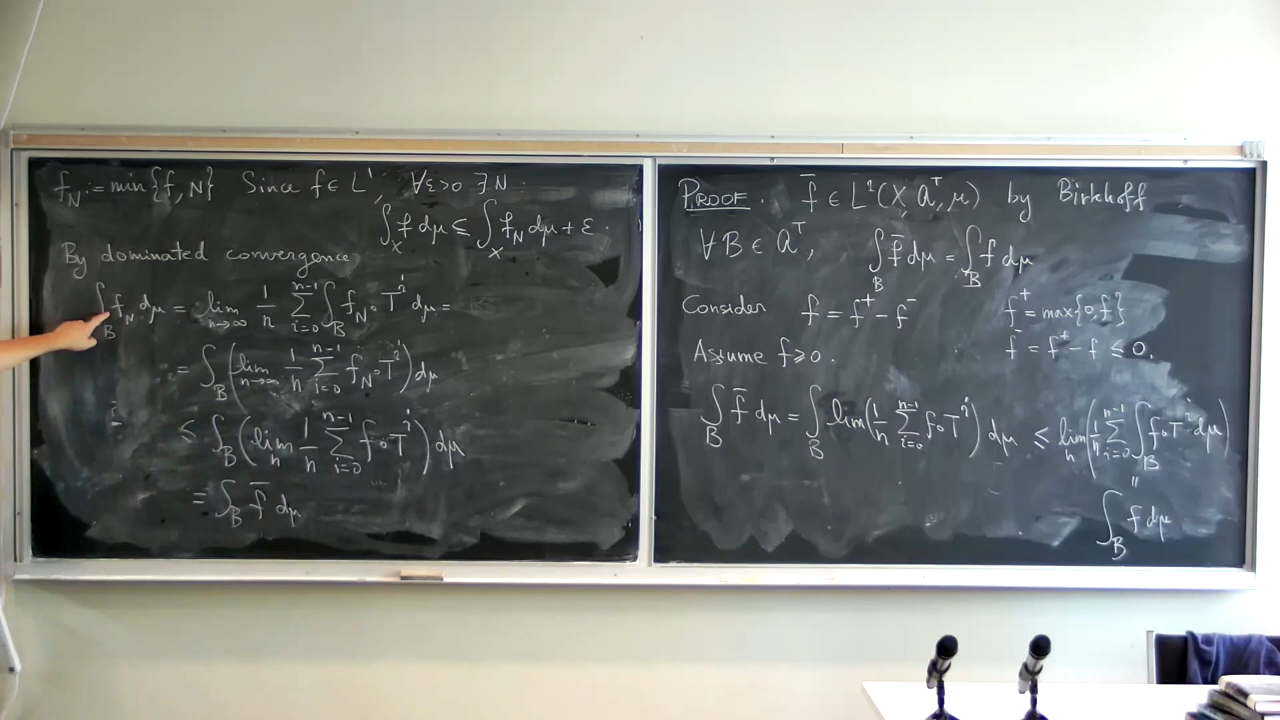 f_N := min{f, N} Since f ∈ L¹ ∀ε>0 ∃N
∫_X f dμ ≤ ∫_X f_N dμ + ε.
By dominated convergence
∫_B f_N dμ = lim_{n→∞} 1/n Σ_{i=0}^{n-1} ∫_B f_N∘T^i dμ =
= ∫_B (lim_{n→∞} 1/n Σ_{i=0}^{n-1} f_N∘T^i) dμ
≤ ∫_B (lim_n 1/n Σ_{i=0}^{n-1} f∘T^i) dμ
= ∫_B f̄ dμ
PROOF. f̄ ∈ L²(X, a^T, μ) by Birkhoff
∀B ∈ a^T, ∫_B f̄ dμ = ∫_B f dμ
Consider f = f⁺ - f⁻ f⁺ = max{0, f}
Assume f ≥ 0. f⁻ = f⁺ - f ≤ 0.
∫_B f̄ dμ = ∫_B lim(1/n Σ_{i=0}^{n-1} f∘T^i) dμ ≤ lim_n (1/n Σ_{i=0}^{n-1} ∫_B f∘T^i dμ)
"
∫_B f dμ